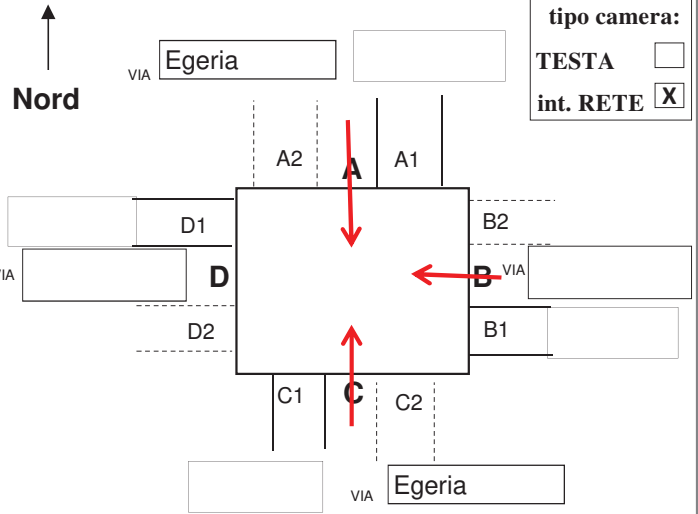 tipo camera:
VIA Egeria
TESTA
Nord
int. RETE X
A2 A A1
D1 B2
VIA D B VIA
D2 B1
C1 C C2
VIA Egeria